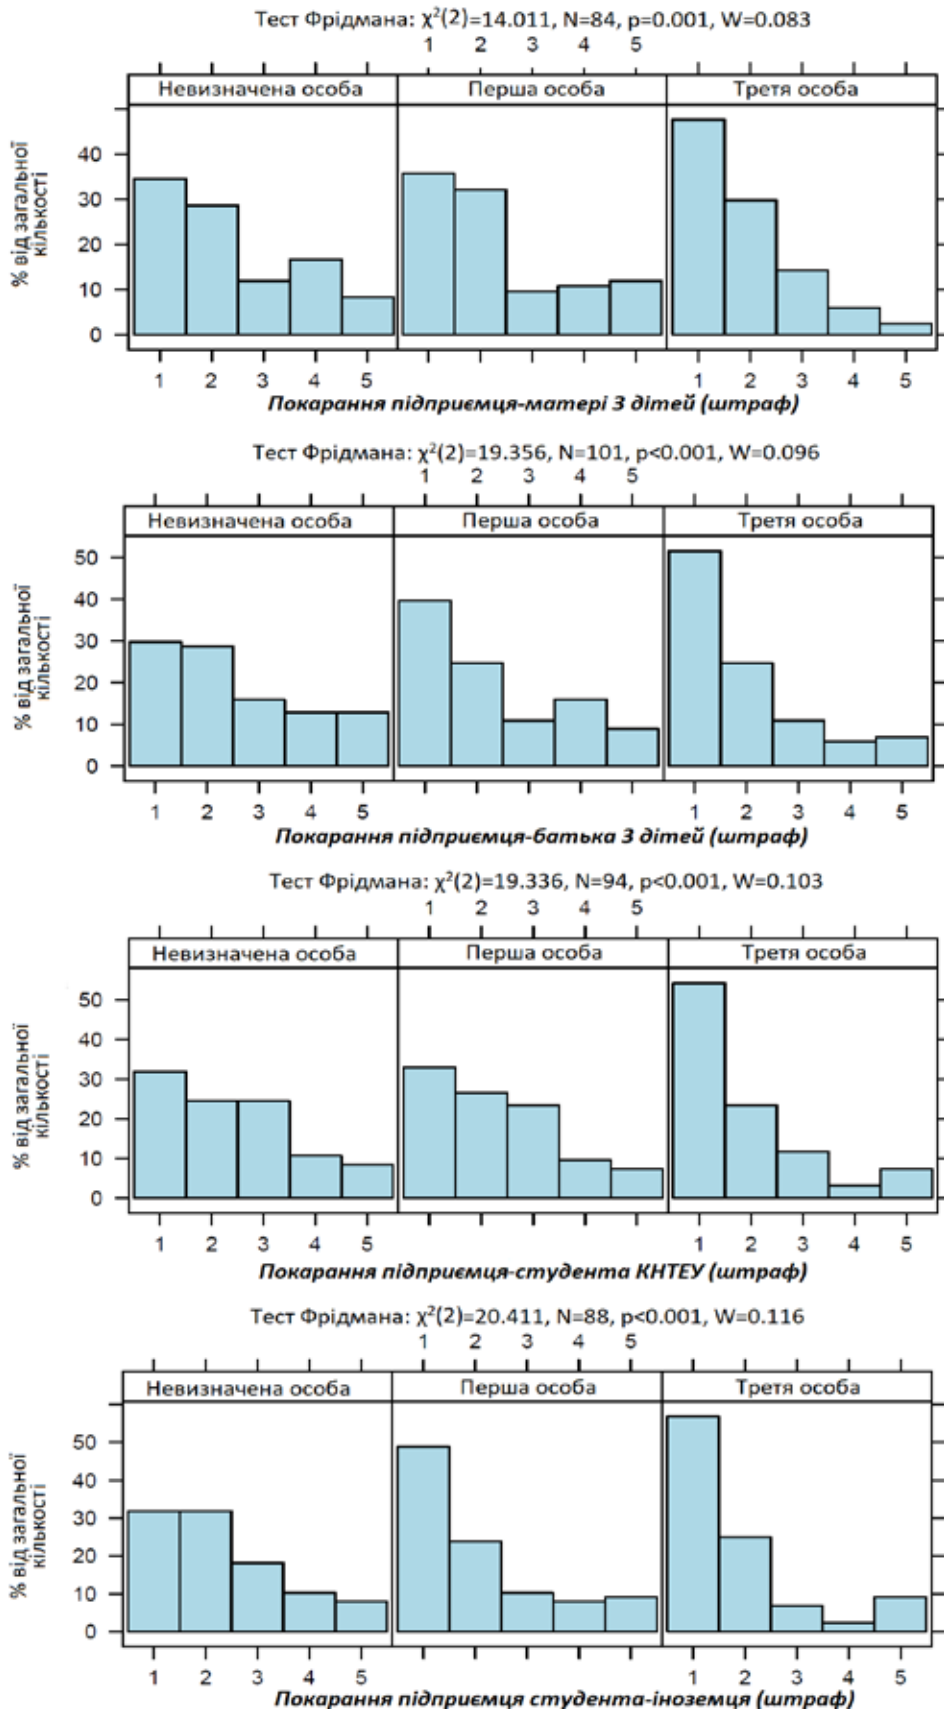 Тест Фрідмана: χ²(2)=14.011, N=84, p=0.001, W=0.083
1 2 3 4 5
Невизначена особа Перша особа Третя особа
% від загальної
кількості
40
30
20
10
0
1 2 3 4 5 1 2 3 4 5
Покарання підприємця-матері 3 дітей (штраф)
Тест Фрідмана: χ²(2)=19.356, N=101, p<0.001, W=0.096
1 2 3 4 5
Невизначена особа Перша особа Третя особа
% від загальної
кількості
50
40
30
20
10
0
1 2 3 4 5 1 2 3 4 5
Покарання підприємця-батька 3 дітей (штраф)
Тест Фрідмана: χ²(2)=19.336, N=94, p<0.001, W=0.103
1 2 3 4 5
Невизначена особа Перша особа Третя особа
% від загальної
кількості
50
40
30
20
10
0
1 2 3 4 5 1 2 3 4 5
Покарання підприємця-студента КНТЕУ (штраф)
Тест Фрідмана: χ²(2)=20.411, N=88, p<0.001, W=0.116
1 2 3 4 5
Невизначена особа Перша особа Третя особа
% від загальної
кількості
50
40
30
20
10
0
1 2 3 4 5 1 2 3 4 5
Покарання підприємця студента-іноземця (штраф)